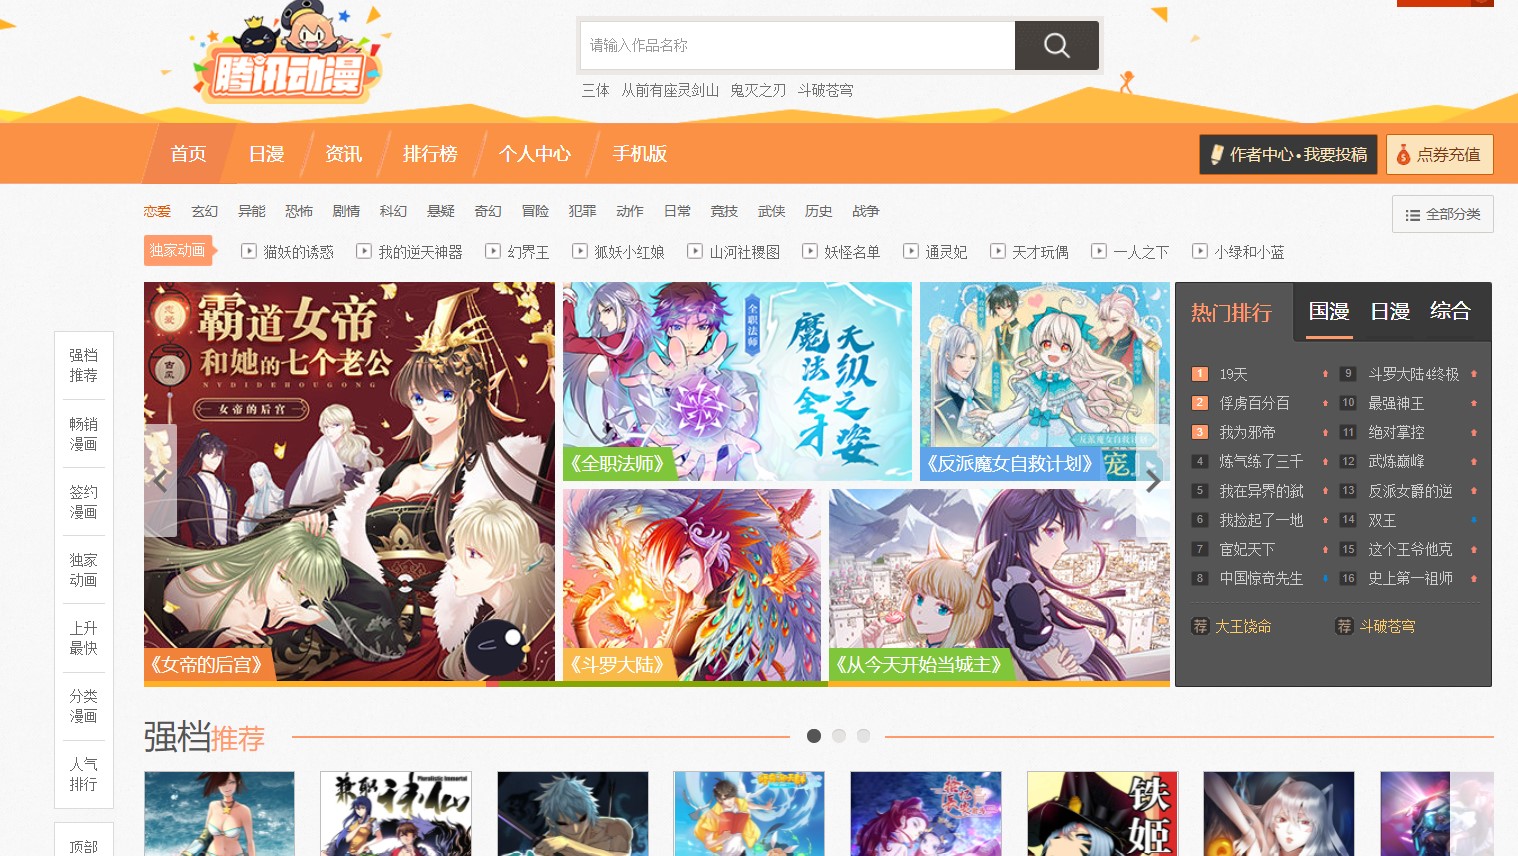 腾讯动漫
请输入作品名称
三体 从前有座灵剑山 鬼灭之刃 斗破苍穹
首页 日漫 资讯 排行榜 个人中心 手机版
作者中心•我要投稿 点券充值
恋爱 玄幻 异能 恐怖 剧情 科幻 悬疑 奇幻 冒险 犯罪 动作 日常 竞技 武侠 历史 战争
全部分类
独家动画 猫妖的诱惑 我的逆天神器 幻界王 狐妖小红娘 山河社稷图 妖怪名单 通灵妃 天才玩偶 一人之下 小绿和小蓝
强档
推荐
畅销
漫画
签约
漫画
独家
动画
上升
最快
分类
漫画
人气
排行
顶部
恋爱
古风
霸道女帝
和她的七个老公
NVDIDEHOUGONG
女帝的后宫
《女帝的后宫》
全职法师
魔法全才
天纵之姿
《全职法师》
反派魔女自救计划
宠
《反派魔女自救计划》
《斗罗大陆》
《从今天开始当城主》
热门排行 国漫 日漫 综合
1 19天 9 斗罗大陆4终极
2 俘虏百分百 10 最强神王
3 我为邪帝 11 绝对掌控
4 炼气练了三千 12 武炼巅峰
5 我在异界的弑 13 反派女爵的逆
6 我捡起了一地 14 双王
7 宦妃天下 15 这个王爷他克
8 中国惊奇先生 16 史上第一祖师
荐 大王饶命 荐 斗破苍穹
强档推荐
兼职诛仙
Pluralistic Immortal
铁姬